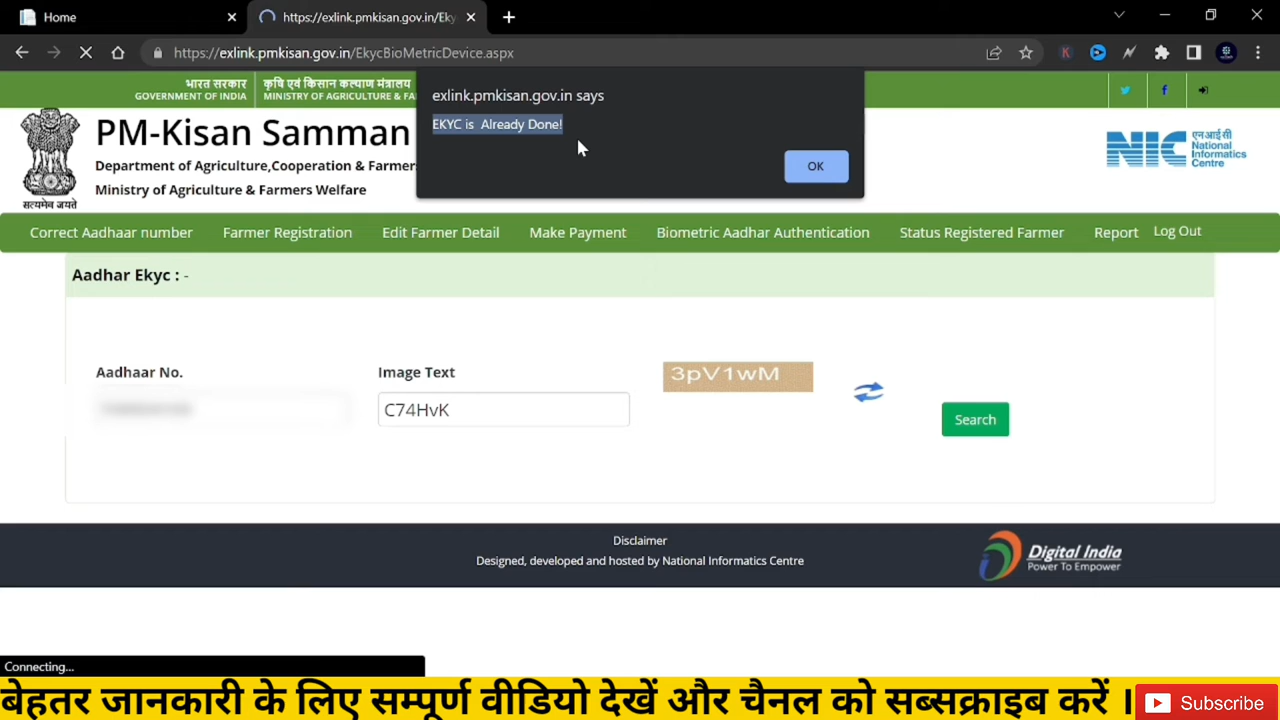 Home
https://exlink.pmkisan.gov.in/Eky
https://exlink.pmkisan.gov.in/EkycBioMetricDevice.aspx
exlink.pmkisan.gov.in says
EKYC is Already Done!
OK
भारत सरकार
GOVERNMENT OF INDIA
कृषि एवं किसान कल्याण मंत्रालय
MINISTRY OF AGRICULTURE & FA
PM-Kisan Samman
Department of Agriculture,Cooperation & Farmers
Ministry of Agriculture & Farmers Welfare
सत्यमेव जयते
NIC
एनआईसी
National
Informatics
Centre
Correct Aadhaar number Farmer Registration Edit Farmer Detail Make Payment Biometric Aadhar Authentication Status Registered Farmer Report Log Out
Aadhar Ekyc : -
Aadhaar No. Image Text
3pV1wM
C74HvK
Search
Disclaimer
Designed, developed and hosted by National Informatics Centre
Digital India
Power To Empower
Connecting...
बेहतर जानकारी के लिए सम्पूर्ण वीडियो देखें और चैनल को सब्सक्राइब करें ।
Subscribe